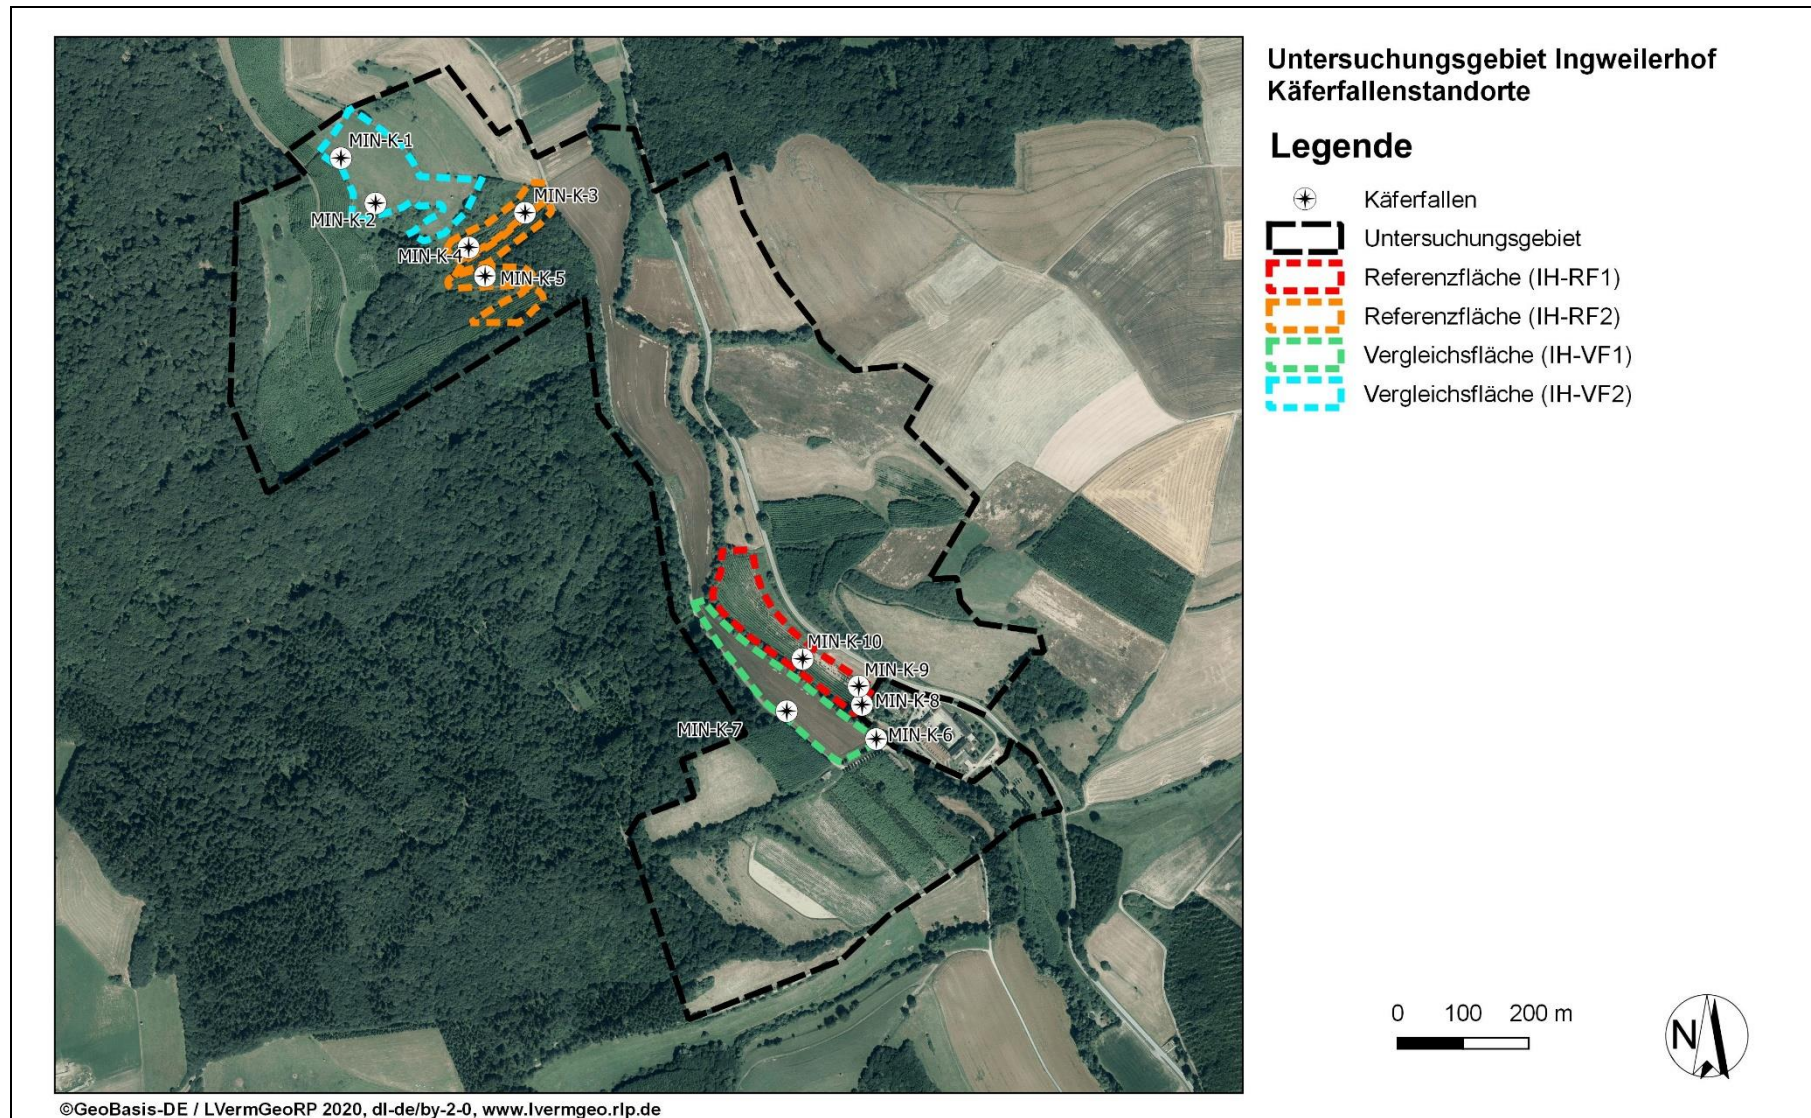 Untersuchungsgebiet Ingweilerhof
Käferfallenstandorte
Legende
Käferfallen
Untersuchungsgebiet
Referenzfläche (IH-RF1)
Referenzfläche (IH-RF2)
Vergleichsfläche (IH-VF1)
Vergleichsfläche (IH-VF2)
MIN-K-1
MIN-K-2
MIN-K-3
MIN-K-4
MIN-K-5
MIN-K-10
MIN-K-9
MIN-K-8
MIN-K-7
MIN-K-6
0 100 200 m
N
©GeoBasis-DE / LVermGeoRP 2020, dl-de/by-2-0, www.lvermgeo.rlp.de